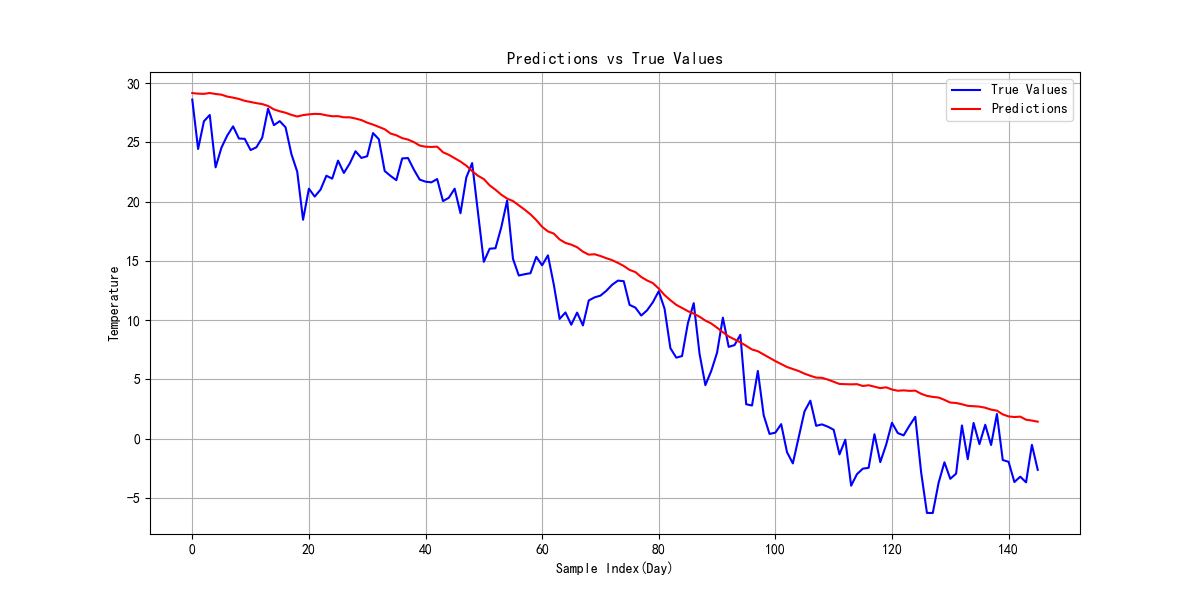 Predictions vs True Values
True Values
Predictions
Temperature
30
25
20
15
10
5
0
−5
0 20 40 60 80 100 120 140
Sample Index(Day)